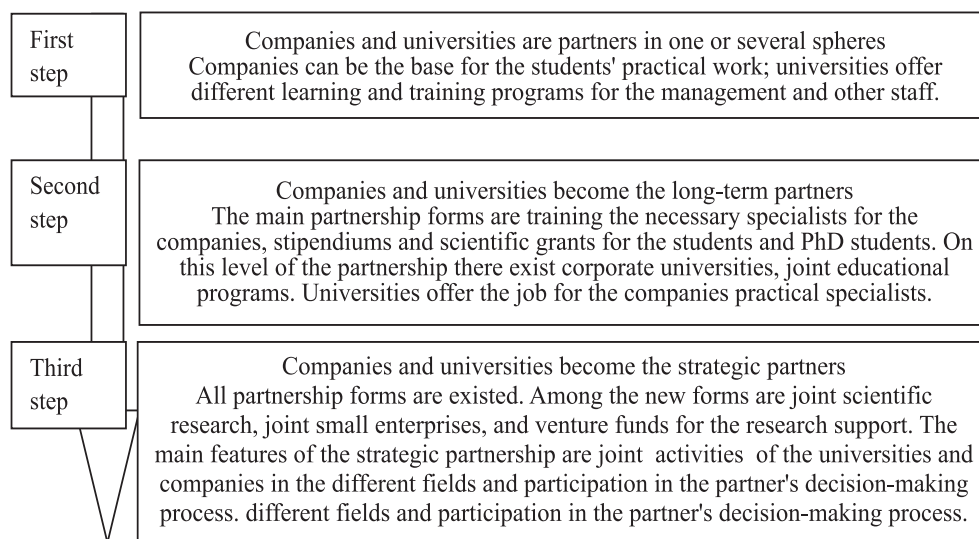 First
step
Companies and universities are partners in one or several spheres
Companies can be the base for the students' practical work; universities offer
different learning and training programs for the management and other staff.
Second
step
Companies and universities become the long-term partners
The main partnership forms are training the necessary specialists for the
companies, stipendiums and scientific grants for the students and PhD students. On
this level of the partnership there exist corporate universities, joint educational
programs. Universities offer the job for the companies practical specialists.
Third
step
Companies and universities become the strategic partners
All partnership forms are existed. Among the new forms are joint scientific
research, joint small enterprises, and venture funds for the research support. The
main features of the strategic partnership are joint activities of the universities and
companies in the different fields and participation in the partner's decision-making
process. different fields and participation in the partner's decision-making process.